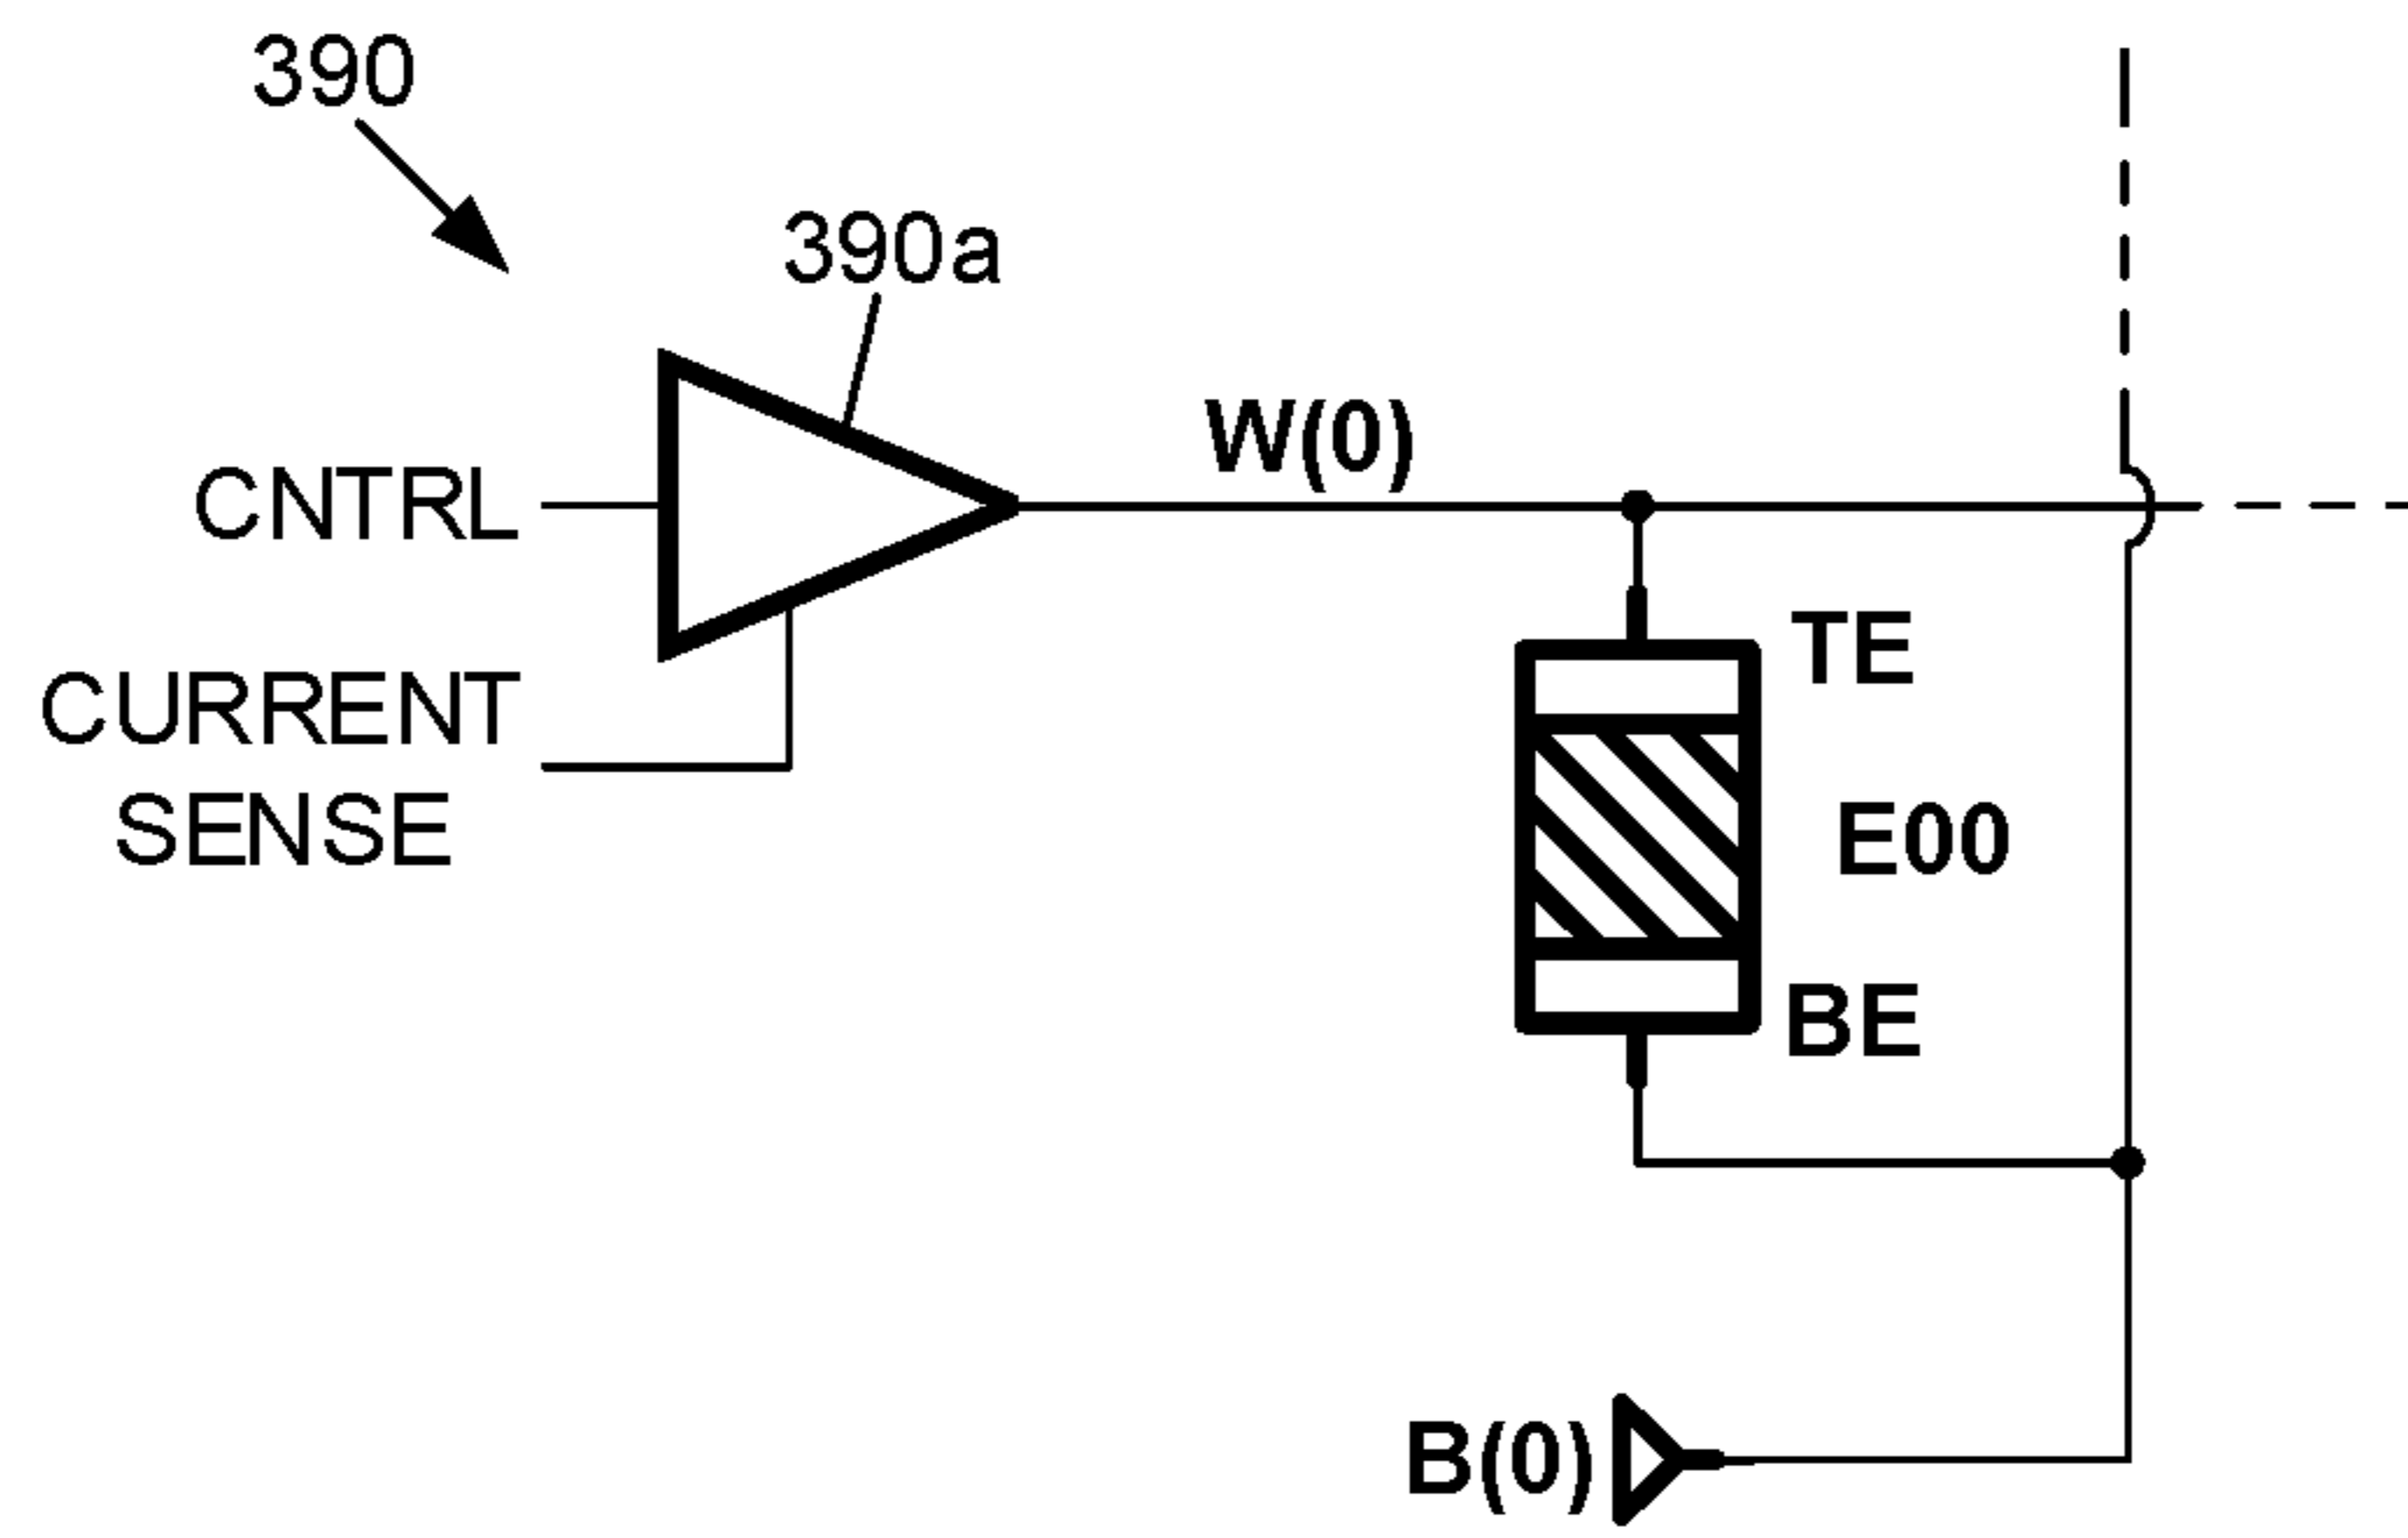 390
390a
W(0)
CNTRL
TE
CURRENT
SENSE
E00
BE
B(0)